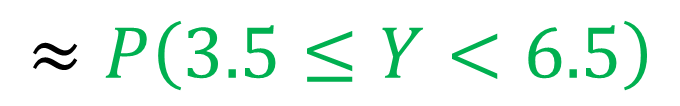 ≈ P(3.5 ≤ Y < 6.5)